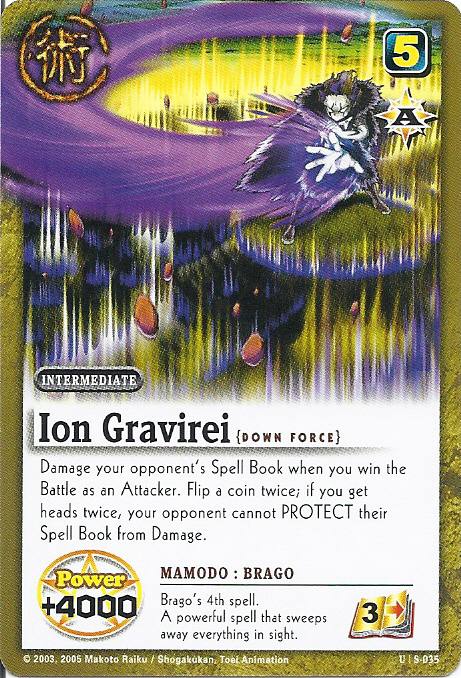 術
5
A
INTERMEDIATE
Ion Gravirei {DOWN FORCE}
Damage your opponent's Spell Book when you win the
Battle as an Attacker. Flip a coin twice; if you get
heads twice, your opponent cannot PROTECT their
Spell Book from Damage.
Power
+4000
MAMODO : BRAGO
Brago's 4th spell.
A powerful spell that sweeps
away everything in sight.
3
© 2003, 2005 Makoto Raiku / Shogakukan, Toei Animation
U | S-035